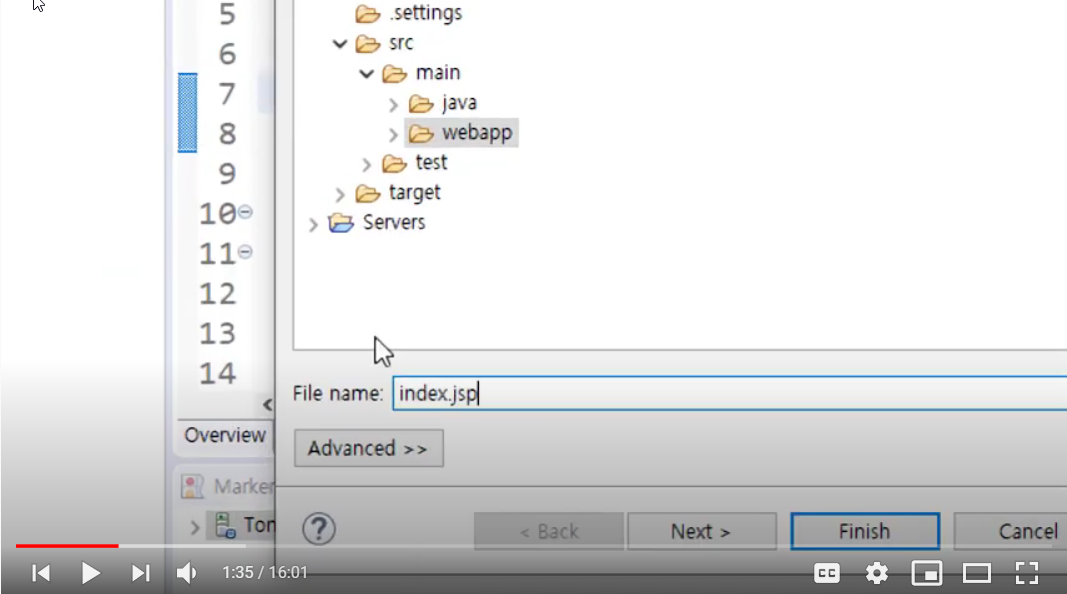 5
.settings
6
src
main
7
java
8
webapp
9
test
target
10
Servers
11
12
13
14
File name: index.jsp
<
Overview
Advanced >>
Marker
Tom
?
< Back
Next >
Finish
Cancel
1:35 / 16:01
CC